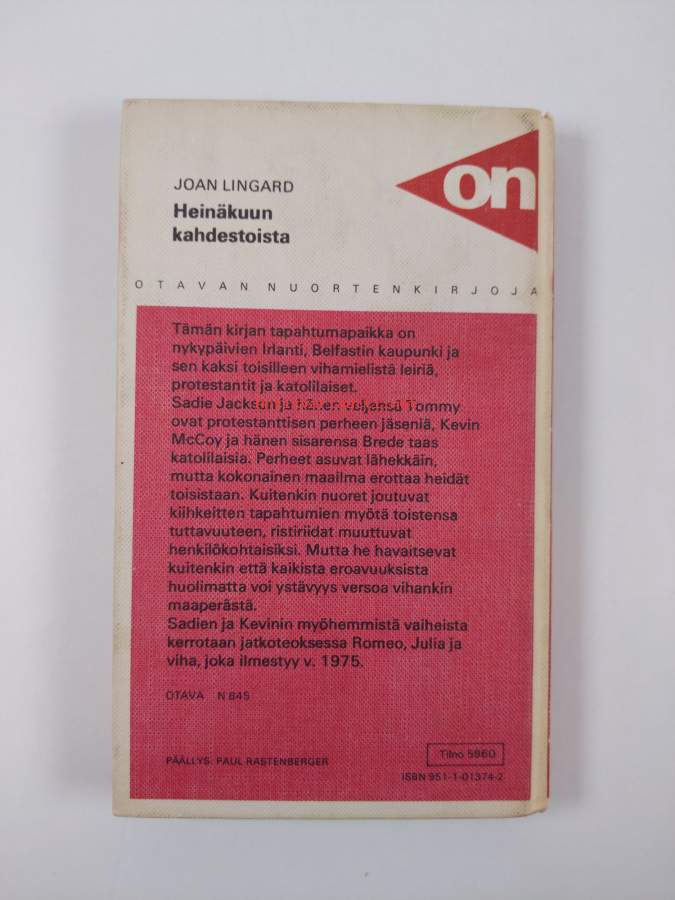 JOAN LINGARD
Heinäkuun
kahdestoista
on
OTAVAN NUORTENKIRJOJA
Tämän kirjan tapahtumapaikka on
nykypäivien Irlanti, Belfastin kaupunki ja
sen kaksi toisilleen vihamielistä leiriä,
protestantit ja katolilaiset.
Sadie Jackson ja hänen veljensä Tommy
ovat protestanttisen perheen jäseniä, Kevin
McCoy ja hänen sisarensa Brede taas
katolilaisia. Perheet asuvat lähekkäin,
mutta kokonainen maailma erottaa heidät
toisistaan. Kuitenkin nuoret joutuvat
kiihkeitten tapahtumien myötä toistensa
tuttavuuteen, ristiriidat muuttuvat
henkilökohtaisiksi. Mutta he havaitsevat
kuitenkin että kaikista eroavuuksista
huolimatta voi ystävyys versoa vihankin
maaperästä.
Sadien ja Kevinin myöhemmistä vaiheista
kerrotaan jatkoteoksessa Romeo, Julia ja
viha, joka ilmestyy v. 1975.
OTAVA N 845
PÄÄLLYS: PAUL RASTENBERGER
Tilno 5960
ISBN 951-1-01374-2